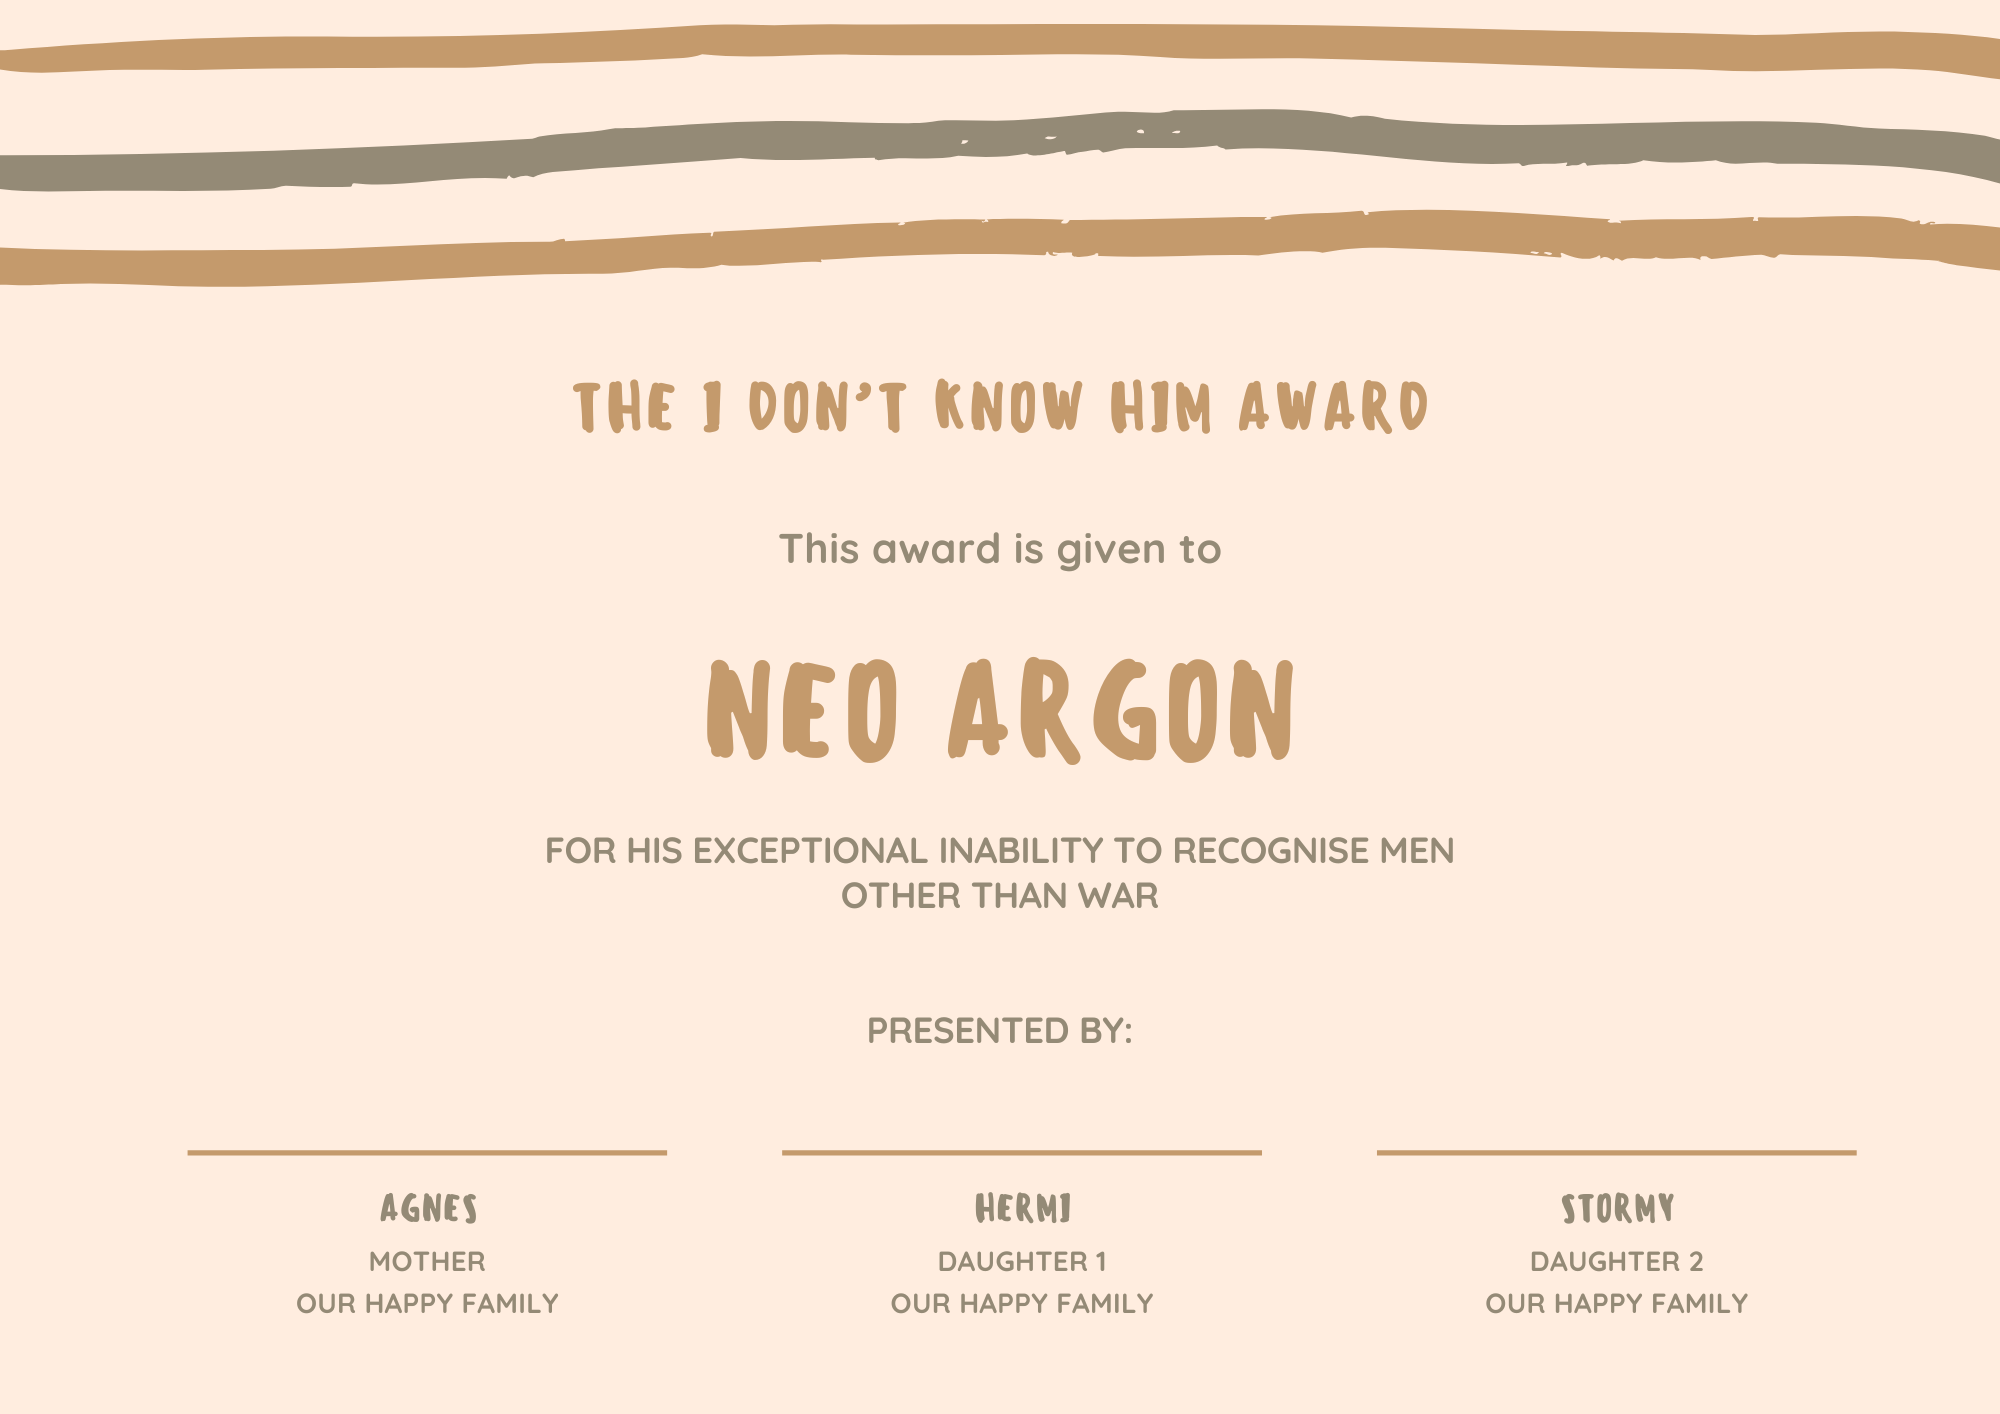 THE I DON'T KNOW HIM AWARD
This award is given to
NEO ARGON
FOR HIS EXCEPTIONAL INABILITY TO RECOGNISE MEN
OTHER THAN WAR
PRESENTED BY:
AGNES
MOTHER
OUR HAPPY FAMILY
HERMI
DAUGHTER 1
OUR HAPPY FAMILY
STORMY
DAUGHTER 2
OUR HAPPY FAMILY